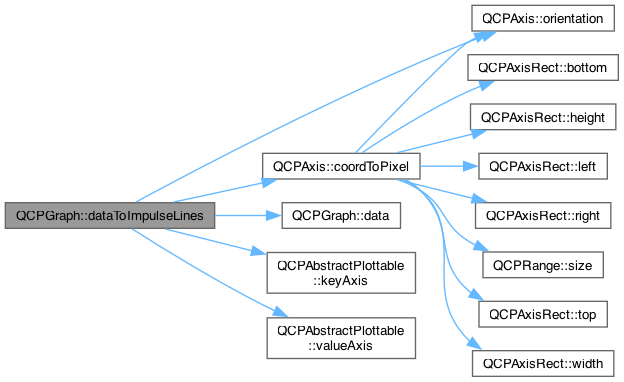 QCPGraph::dataToImpulseLines
QCPAxis::coordToPixel
QCPGraph::data
QCPAbstractPlottable
::keyAxis
QCPAbstractPlottable
::valueAxis
QCPAxis::orientation
QCPAxisRect::bottom
QCPAxisRect::height
QCPAxisRect::left
QCPAxisRect::right
QCPRange::size
QCPAxisRect::top
QCPAxisRect::width